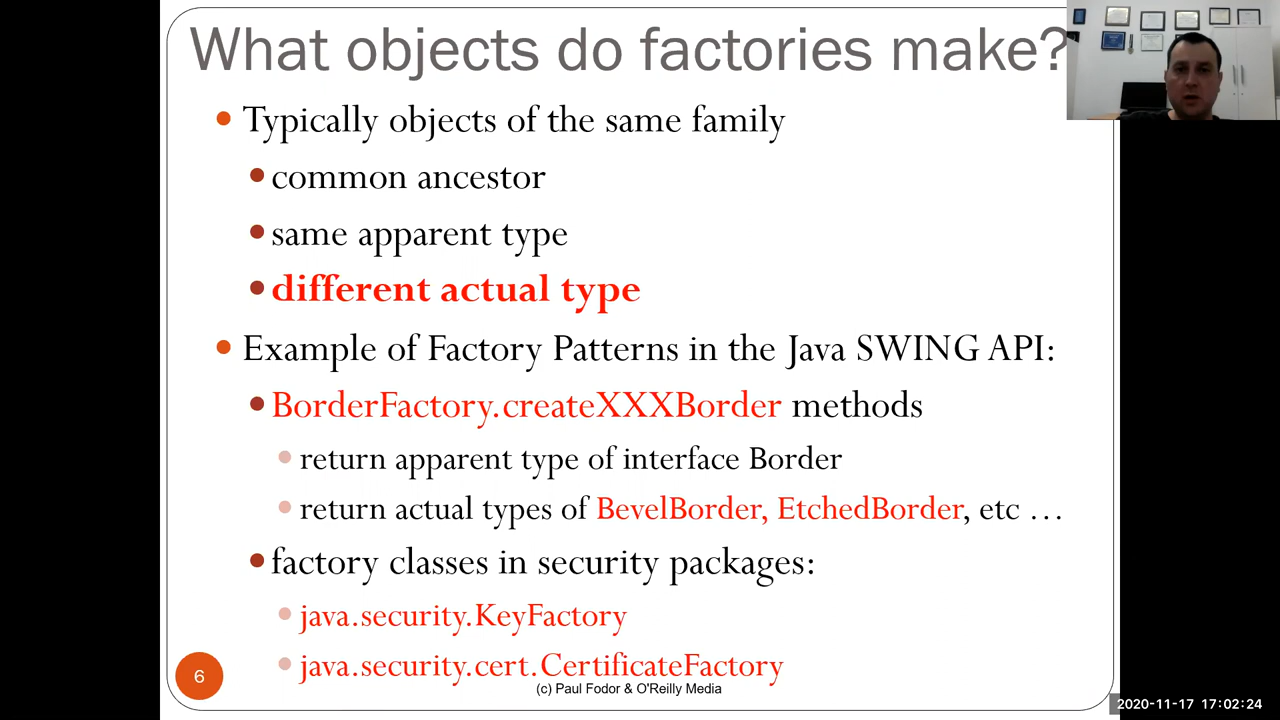 What objects do factories make?
Typically objects of the same family
common ancestor
same apparent type
different actual type
Example of Factory Patterns in the Java SWING API:
BorderFactory.createXXXBorder methods
return apparent type of interface Border
return actual types of BevelBorder, EtchedBorder, etc …
factory classes in security packages:
java.security.KeyFactory
java.security.cert.CertificateFactory
6
(c) Paul Fodor & O'Reilly Media
2020-11-17 17:02:24